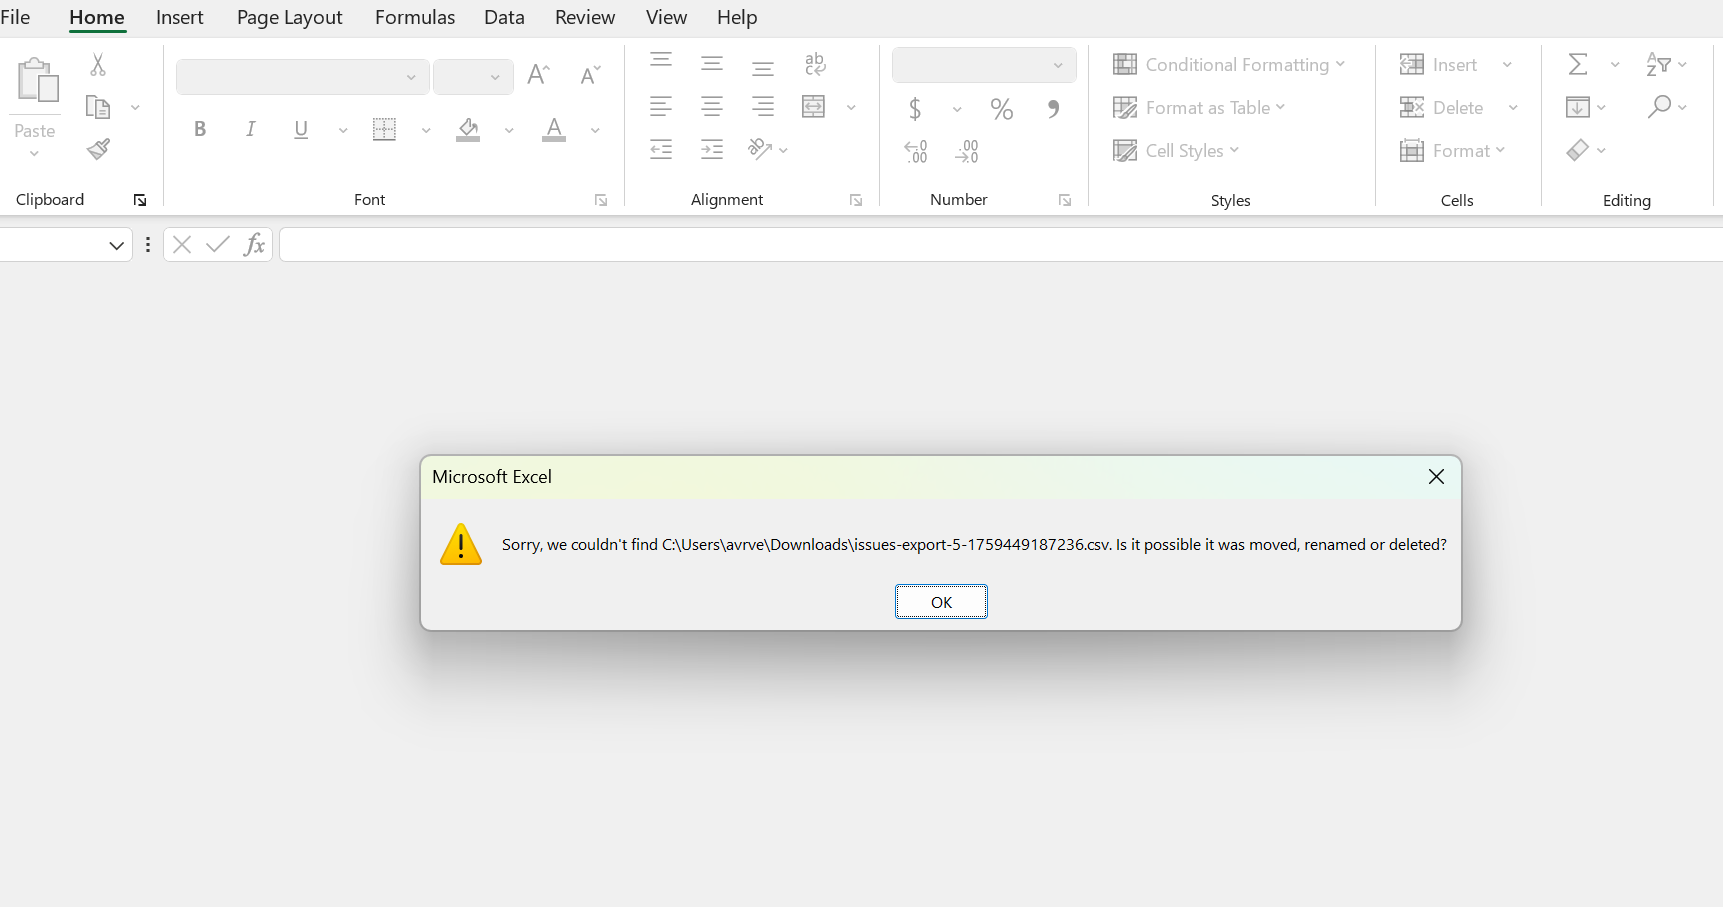 File Home Insert Page Layout Formulas Data Review View Help
Paste
B I U A
ab
$ % 9
Conditional Formatting
Format as Table
Cell Styles
Insert
Delete
Format
Clipboard Font Alignment Number Styles Cells Editing
fx
Microsoft Excel
Sorry, we couldn't find C:\Users\avrve\Downloads\issues-export-5-1759449187236.csv. Is it possible it was moved, renamed or deleted?
OK